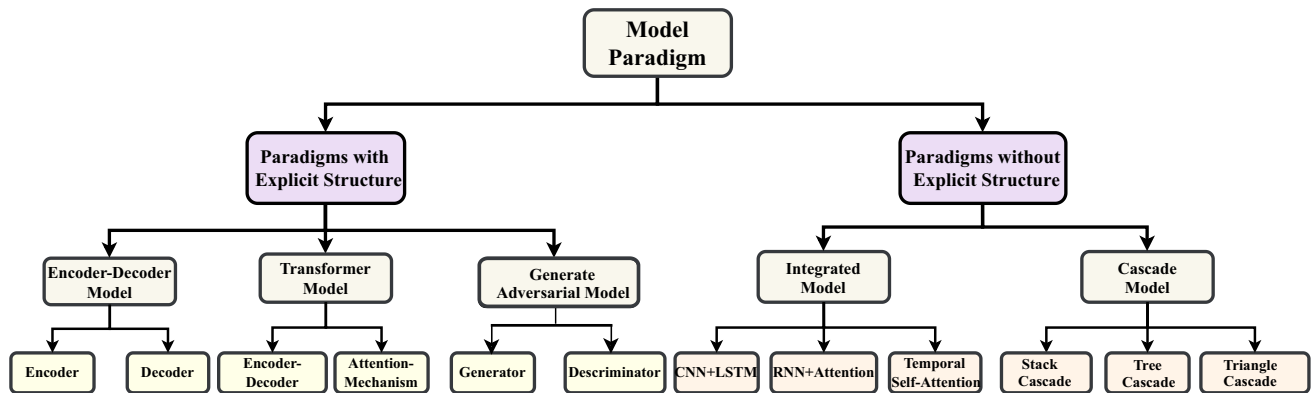 Model
Paradigm
Paradigms with
Explicit Structure
Paradigms without
Explicit Structure
Encoder-Decoder
Model
Transformer
Model
Generate
Adversarial Model
Integrated
Model
Cascade
Model
Encoder
Decoder
Encoder-
Decoder
Attention-
Mechanism
Generator
Descriminator
CNN+LSTM
RNN+Attention
Temporal
Self-Attention
Stack
Cascade
Tree
Cascade
Triangle
Cascade